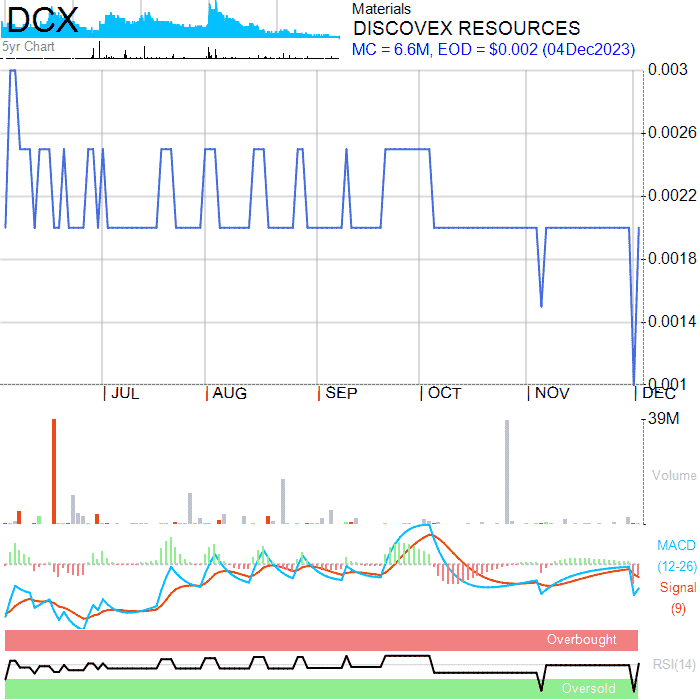 DCX
5yr Chart
Materials
DISCOVEX RESOURCES
MC = 6.6M, EOD = $0.002 (04Dec2023)
0.003
0.0026
0.0022
0.0018
0.0014
0.001
JUL AUG SEP OCT NOV DEC
39M
Volume
MACD
(12-26)
Signal
(9)
Overbought
RSI(14)
Oversold